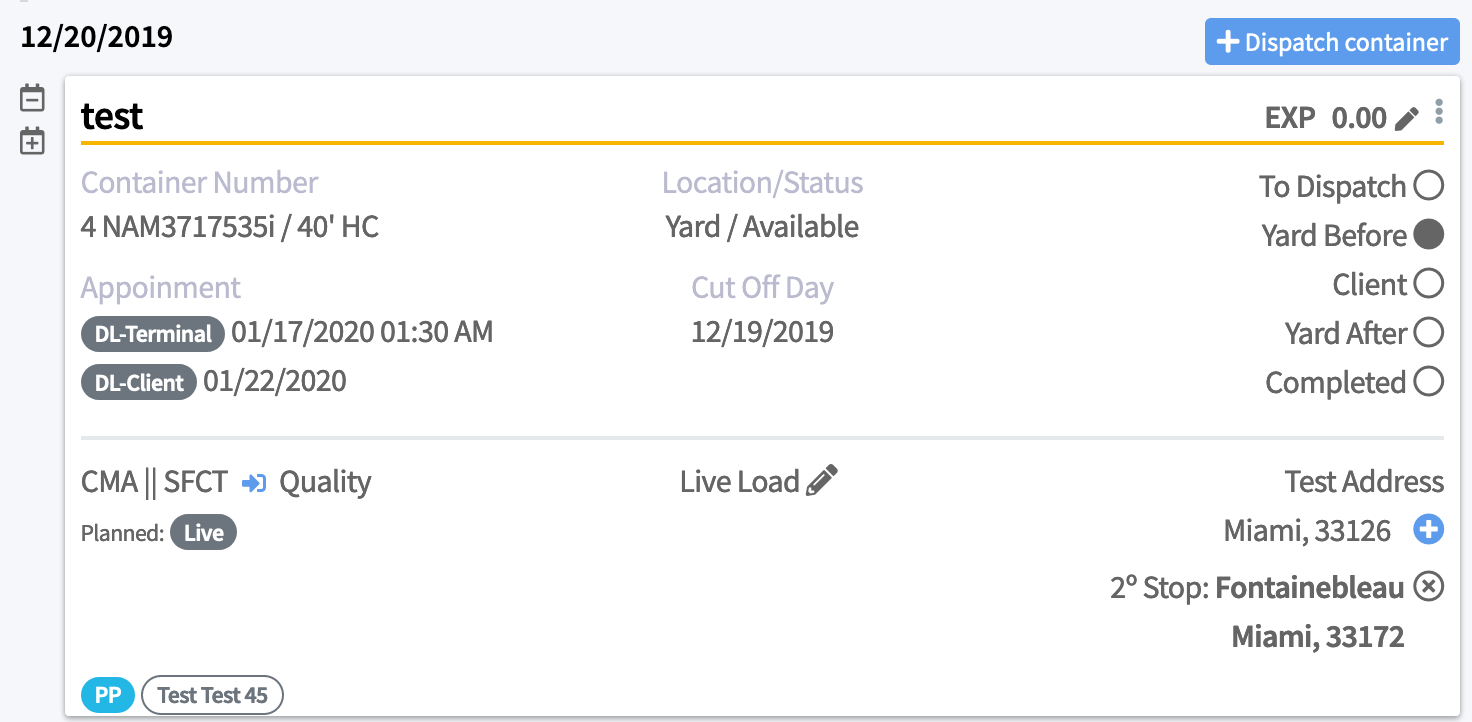 12/20/2019
+ Dispatch container
test
EXP 0.00
Container Number
4 NAM3717535i / 40' HC
Location/Status
Yard / Available
To Dispatch
Yard Before
Client
Yard After
Completed
Appoinment
DL-Terminal 01/17/2020 01:30 AM
DL-Client 01/22/2020
Cut Off Day
12/19/2019
CMA || SFCT Quality
Planned: Live
Live Load
Test Address
Miami, 33126
2º Stop: Fontainebleau
Miami, 33172
PP Test Test 45